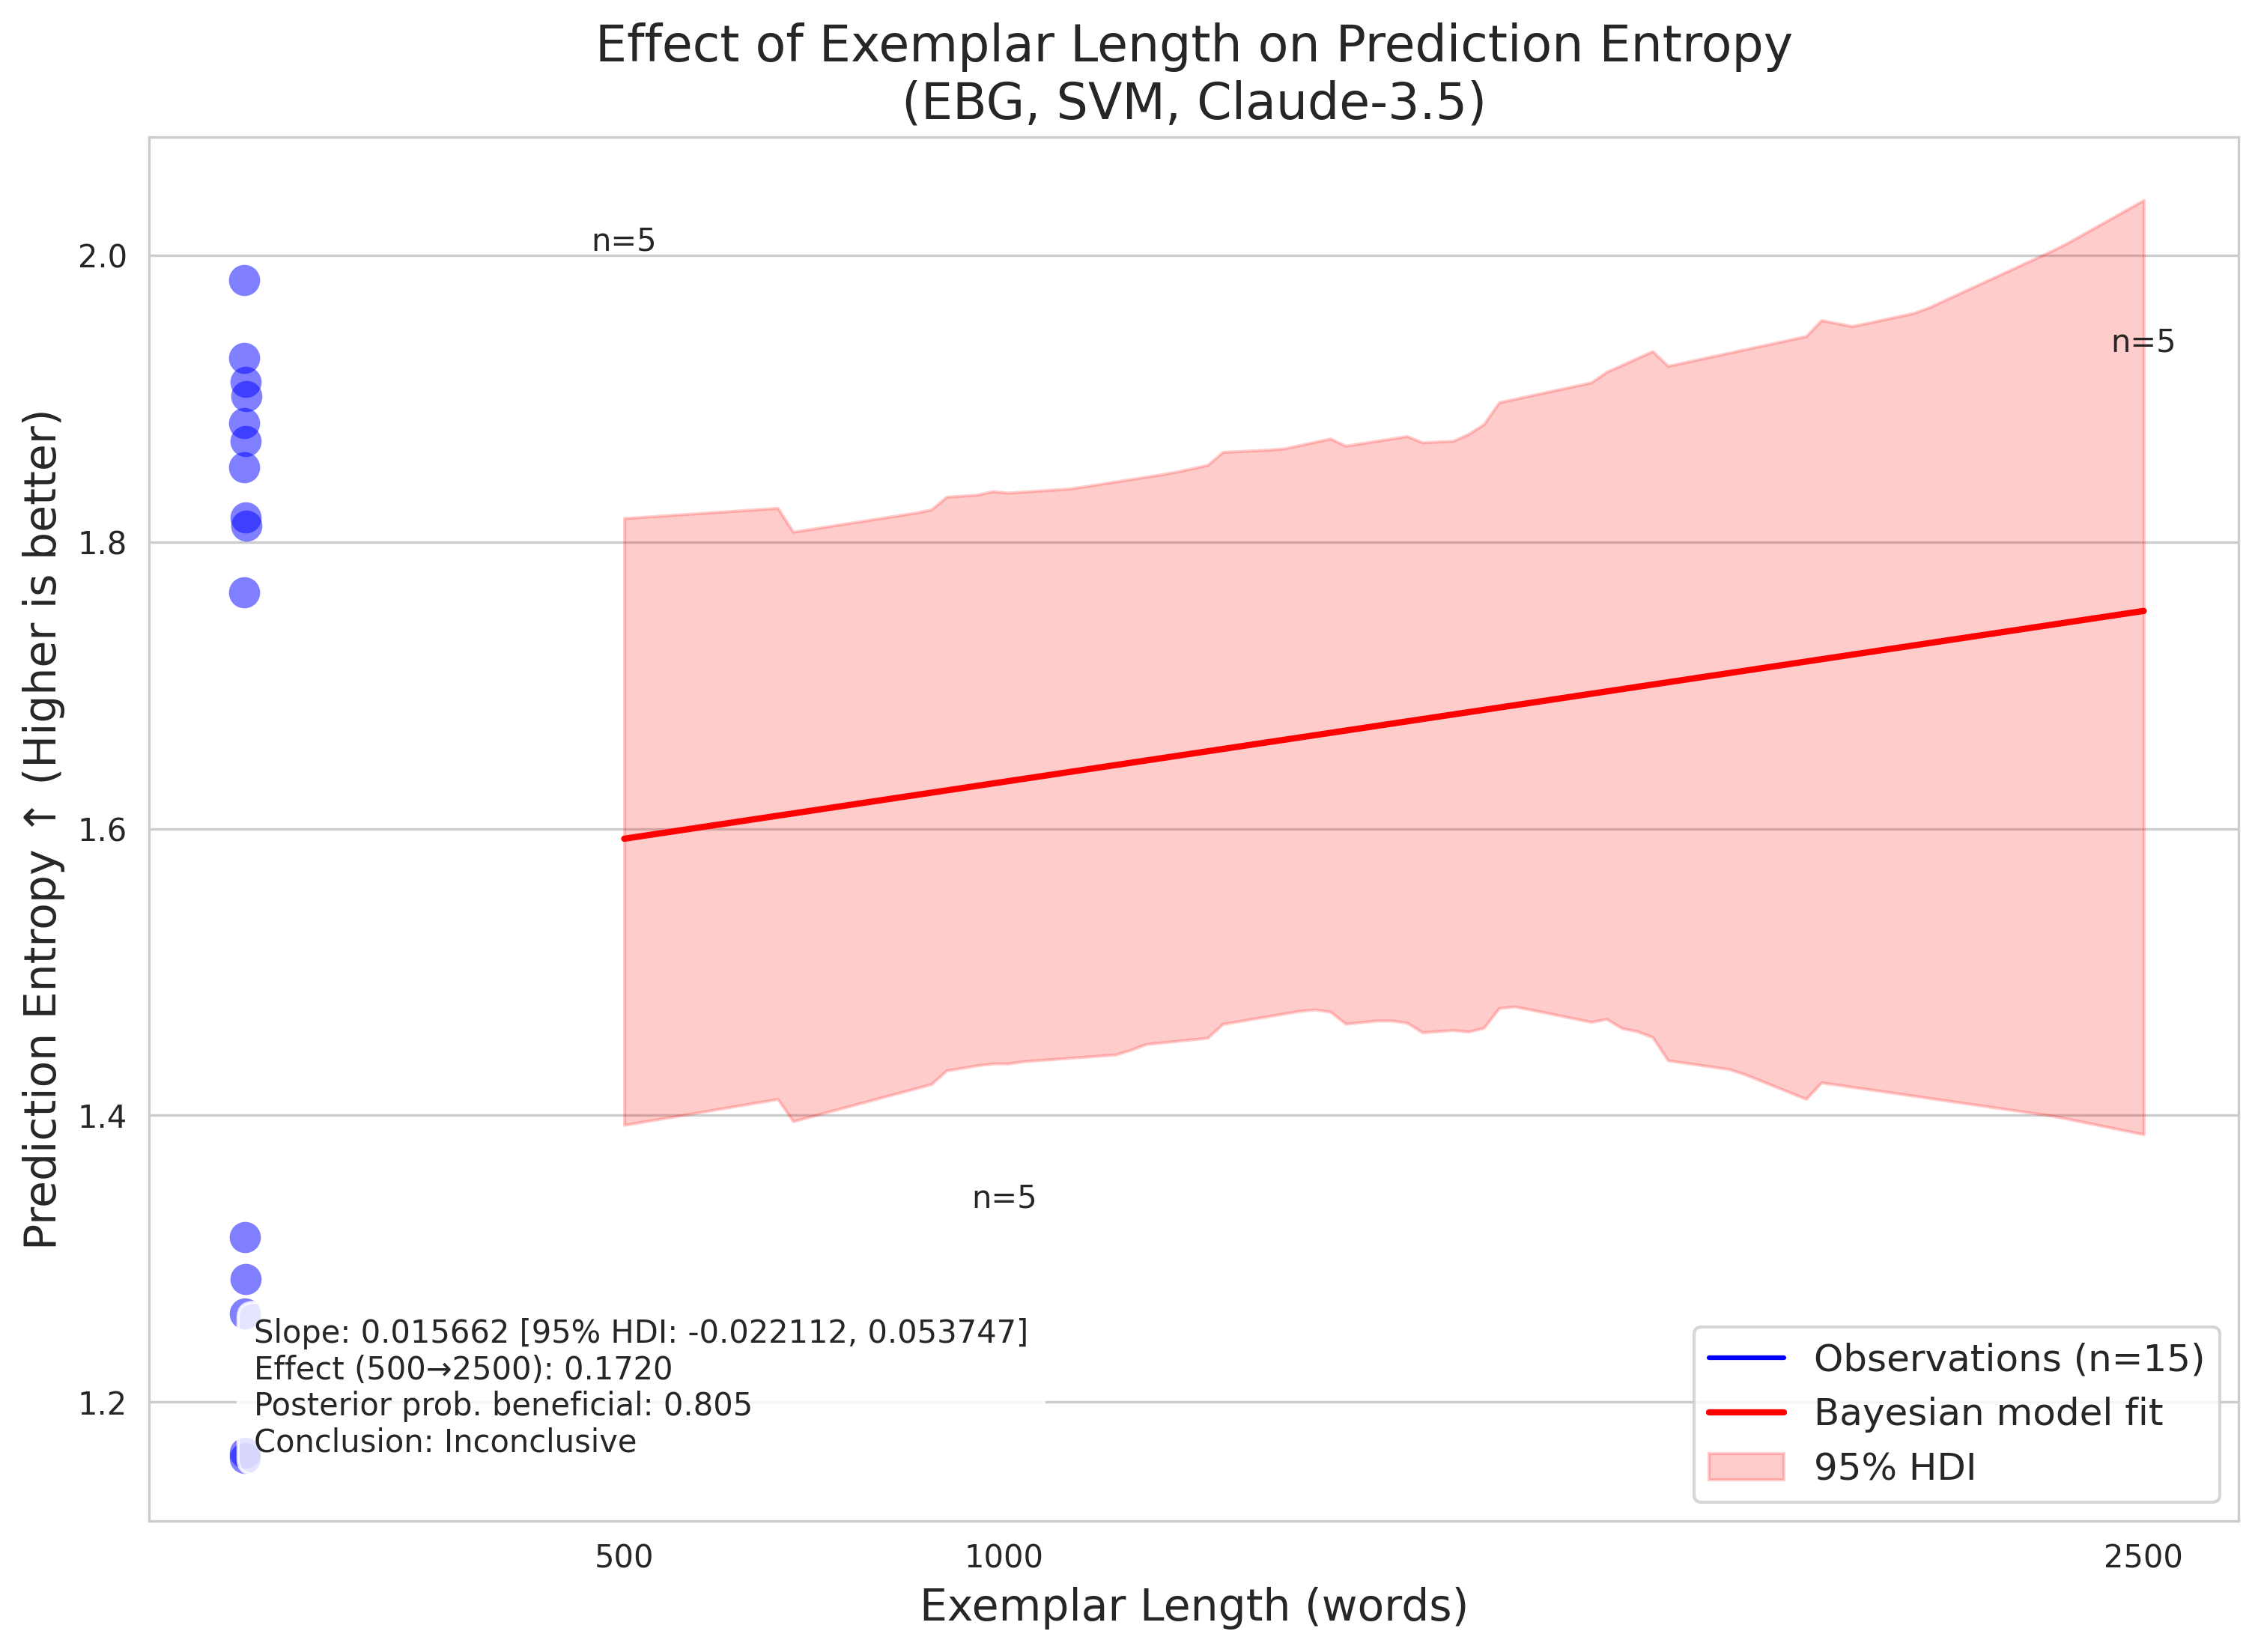 Effect of Exemplar Length on Prediction Entropy
(EBG, SVM, Claude-3.5)
Prediction Entropy ↑ (Higher is better)
2.0
1.8
1.6
1.4
1.2
n=5
n=5
n=5
Slope: 0.015662 [95% HDI: -0.022112, 0.053747]
Effect (500→2500): 0.1720
Posterior prob. beneficial: 0.805
Conclusion: Inconclusive
Observations (n=15)
Bayesian model fit
95% HDI
500
1000
2500
Exemplar Length (words)